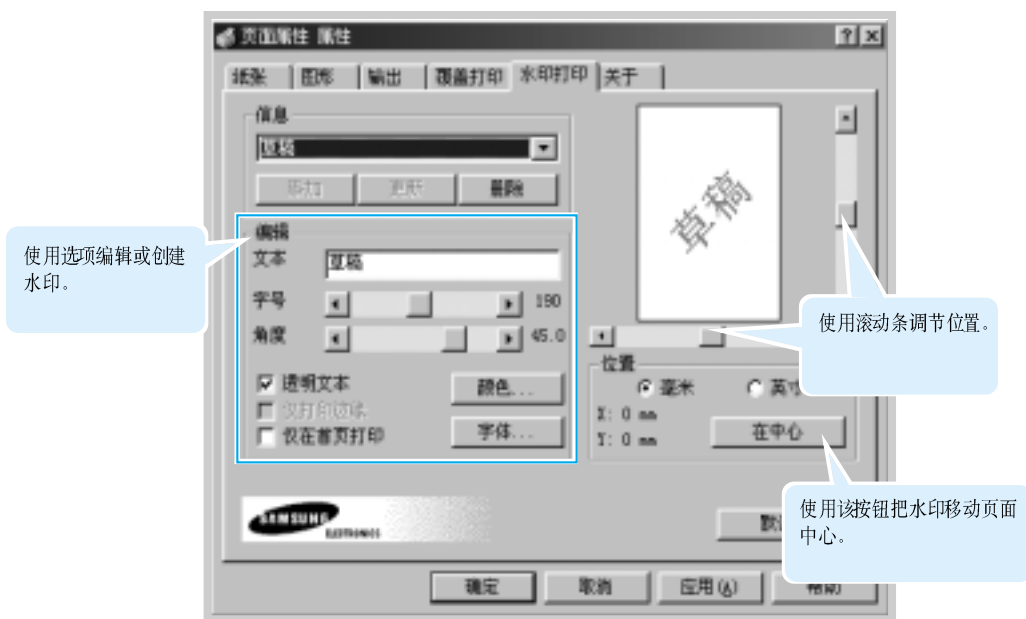 页面属性 属性
纸张 图形 输出 覆盖打印 水印打印 关于
信息
草稿
添加 更新 删除
编辑
文本 草稿
字号 190
角度 45.0
透明文本 颜色...
仅在首页打印 字体...
草稿
位置
毫米 英寸
X: 0 mm
Y: 0 mm
在中心
SAMSUNG
ELECTRONICS
确定 取消 应用(A) 帮助
使用选项编辑或创建
水印。
使用滚动条调节位置。
使用该按钮把水印移动页面
中心。